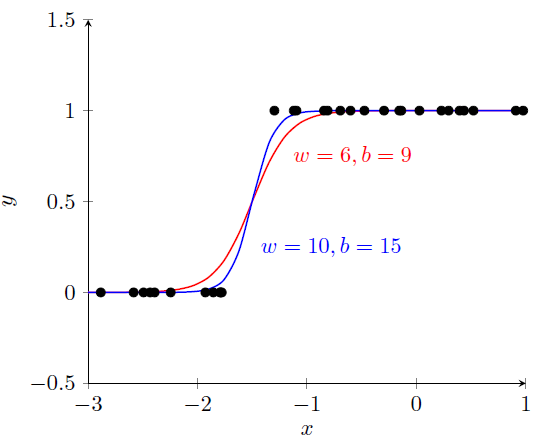 1.5
1
0.5
0
−0.5
y
w = 6, b = 9
w = 10, b = 15
−3 −2 −1 0 1
x